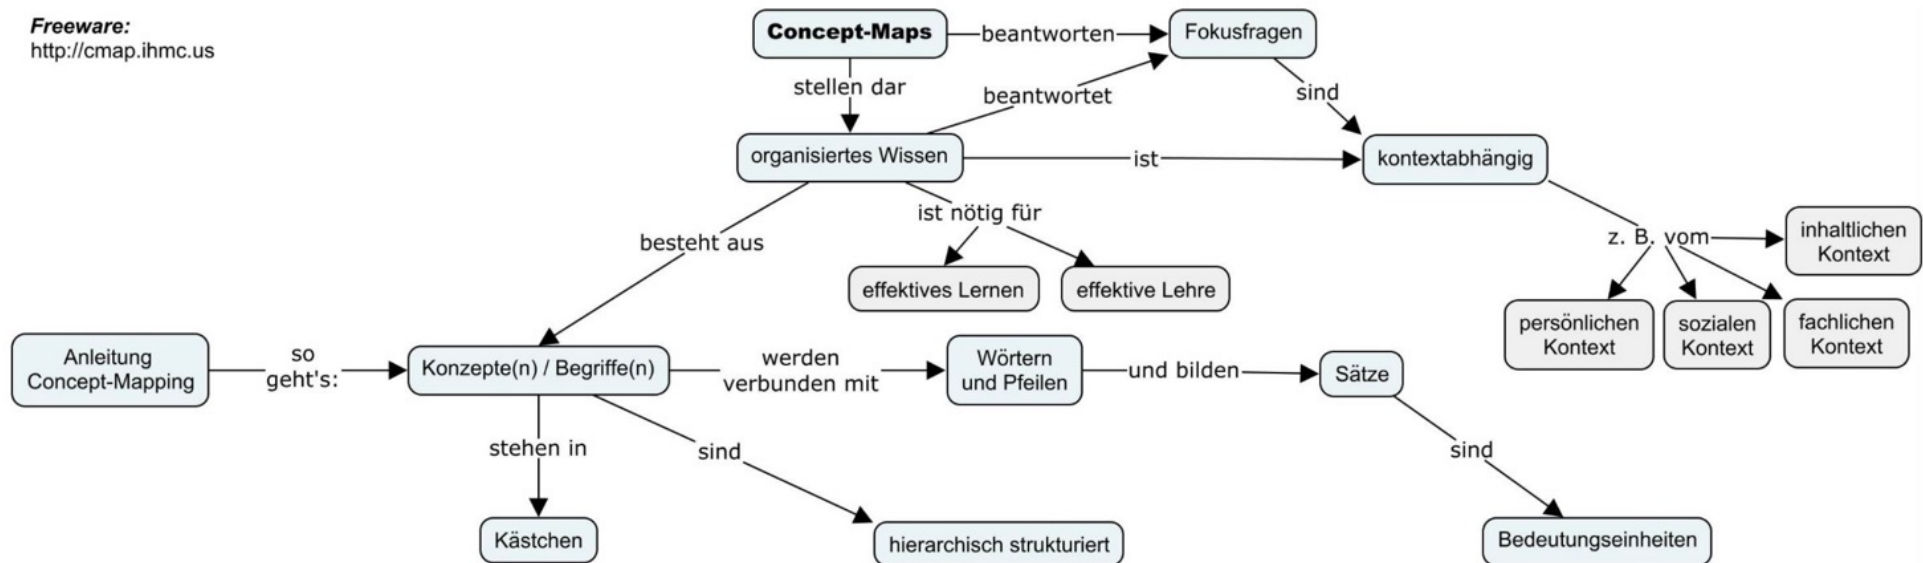 Freeware:
http://cmap.ihmc.us
Concept-Maps
beantworten
Fokusfragen
stellen dar
beantwortet
sind
organisiertes Wissen
ist
kontextabhängig
ist nötig für
besteht aus
z. B. vom
inhaltlichen
Kontext
effektives Lernen
effektive Lehre
persönlichen
Kontext
sozialen
Kontext
fachlichen
Kontext
Anleitung
Concept-Mapping
so
geht's:
Konzepte(n) / Begriffe(n)
werden
verbunden mit
Wörtern
und Pfeilen
und bilden
Sätze
stehen in
sind
sind
Kästchen
hierarchisch strukturiert
Bedeutungseinheiten